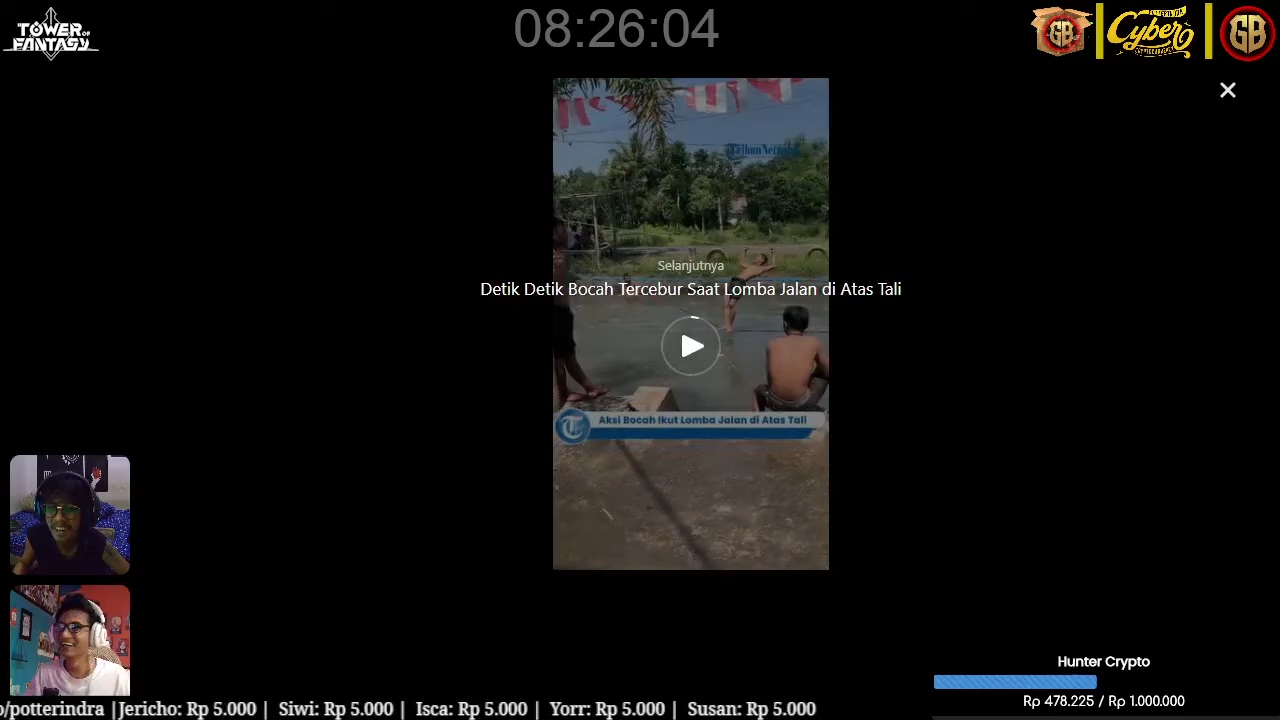 TOWER OF
FANTASY
08:26:04
GB
Cyber
GB
Tribun Network
Selanjutnya
Detik Detik Bocah Tercebur Saat Lomba Jalan di Atas Tali
T
Aksi Bocah Ikut Lomba Jalan di Atas Tali
Hunter Crypto
Rp 478.225 / Rp 1.000.000
o/potterindra |Jericho: Rp 5.000 | Siwi: Rp 5.000 | Isca: Rp 5.000 | Yorr: Rp 5.000 | Susan: Rp 5.000